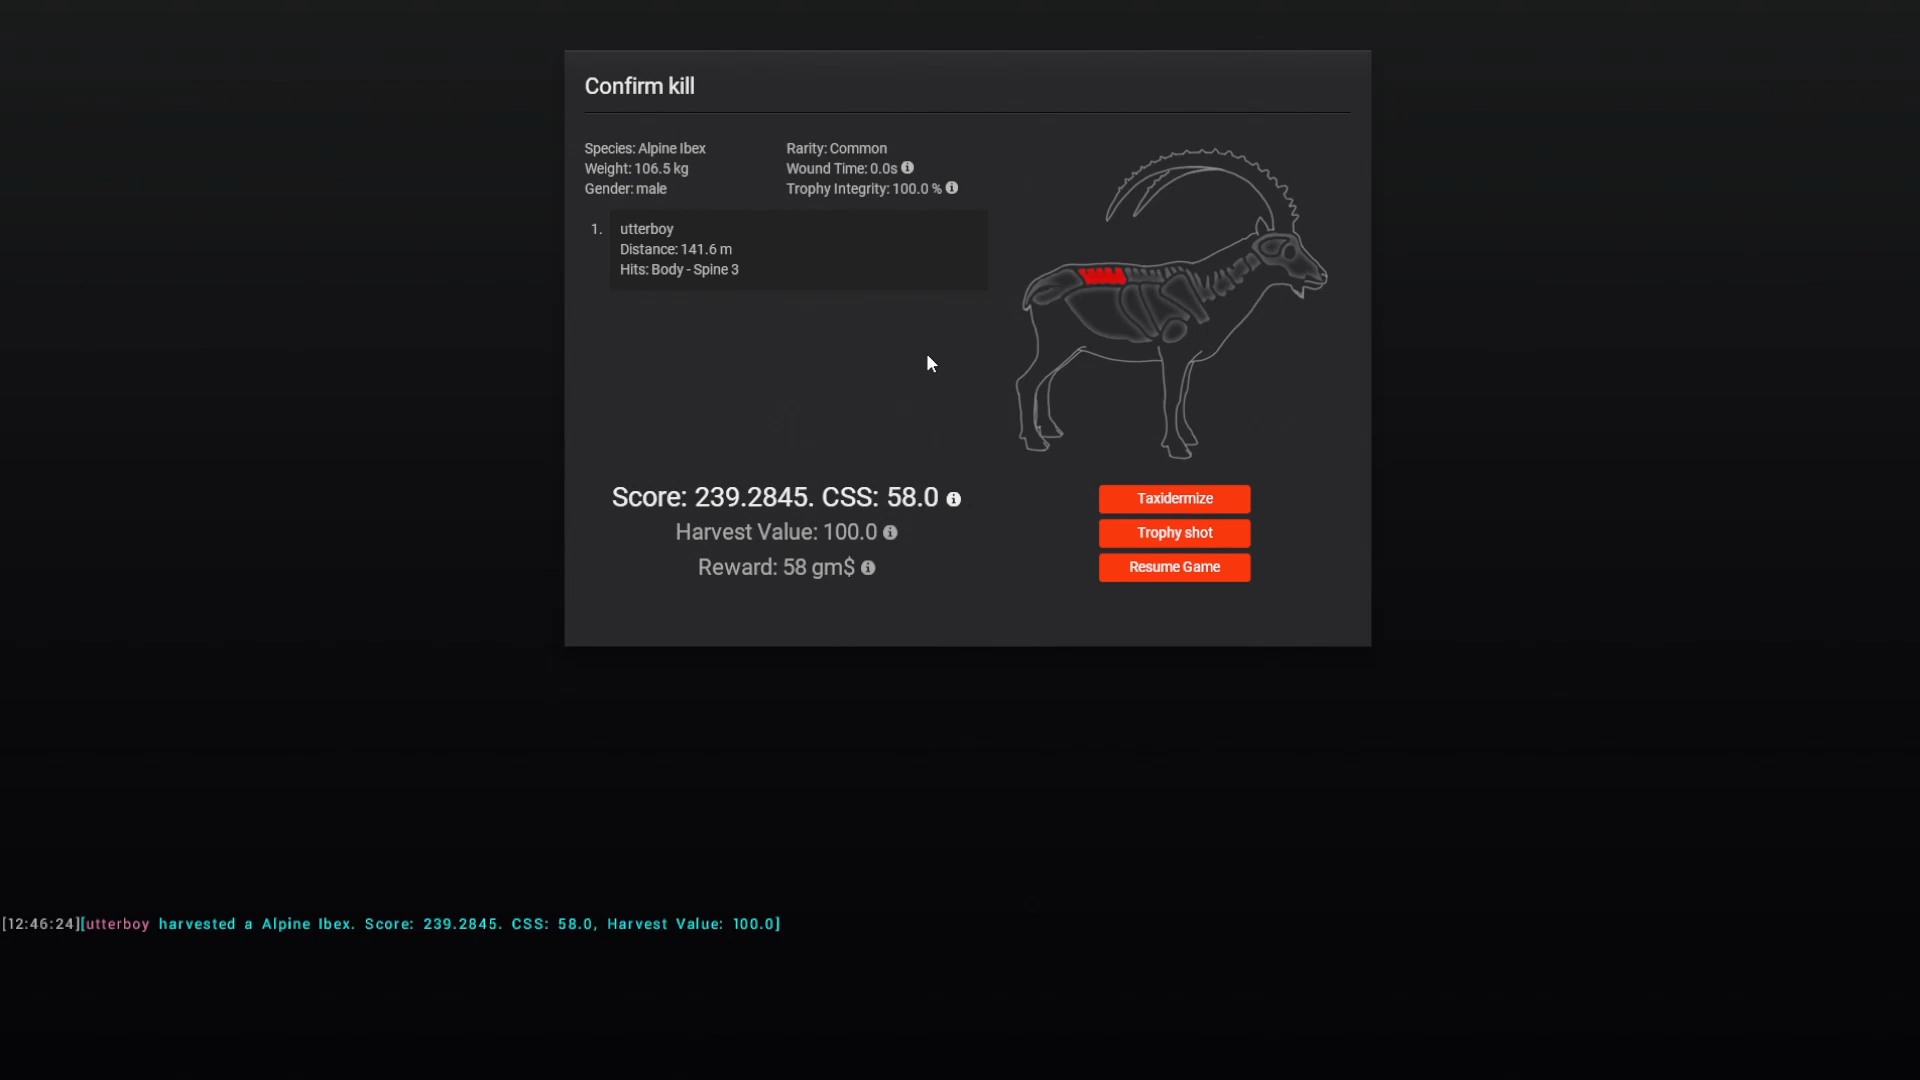 Confirm kill
Species: Alpine Ibex
Weight: 106.5 kg
Gender: male
Rarity: Common
Wound Time: 0.0s
Trophy Integrity: 100.0 %
1.
utterboy
Distance: 141.6 m
Hits: Body - Spine 3
Score: 239.2845. CSS: 58.0
Harvest Value: 100.0
Reward: 58 gm$
Taxidermize
Trophy shot
Resume Game
[12:46:24][utterboy harvested a Alpine Ibex. Score: 239.2845. CSS: 58.0, Harvest Value: 100.0]